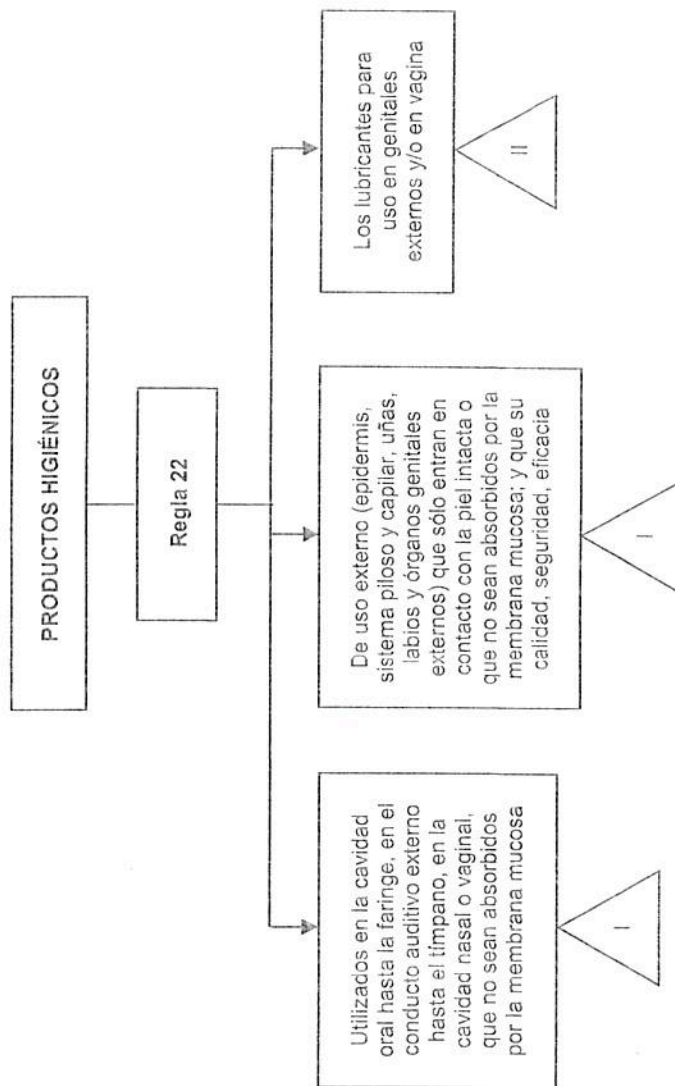 PRODUCTOS HIGIÉNICOS
Regla 22
Utilizados en la cavidad
oral hasta la faringe, en el
conducto auditivo externo
hasta el tímpano, en la
cavidad nasal o vaginal,
que no sean absorbidos
por la membrana mucosa
I
De uso externo (epidermis,
sistema piloso y capilar, uñas,
labios y órganos genitales
externos) que sólo entran en
contacto con la piel intacta o
que no sean absorbidos por la
membrana mucosa; y que su
calidad, seguridad, eficacia
I
Los lubricantes para
uso en genitales
externos y/o en vagina
II